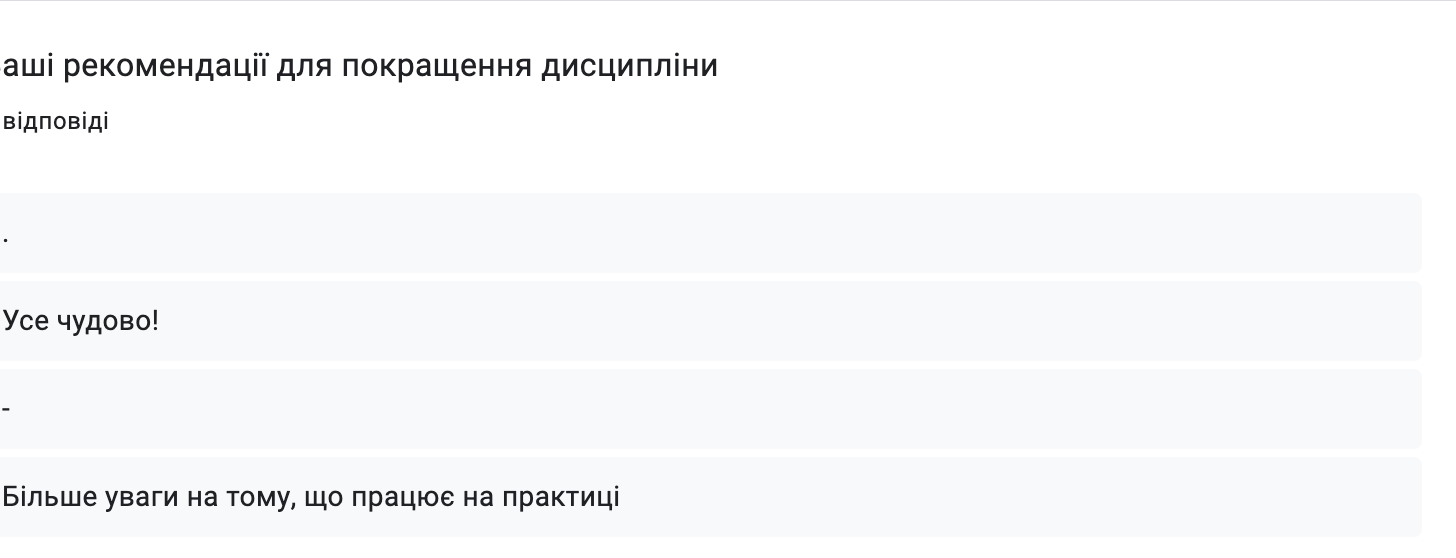 аші рекомендації для покращення дисципліни
відповіді
.
Усе чудово!
-
Більше уваги на тому, що працює на практиці